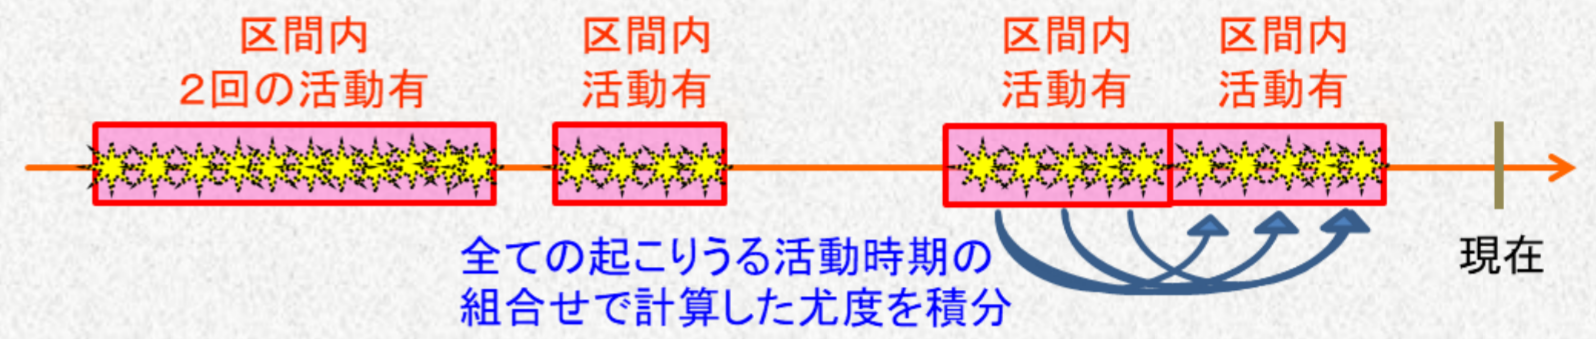 区間内
2回の活動有
区間内
活動有
区間内
活動有
区間内
活動有
全ての起こりうる活動時期の
組合せで計算した尤度を積分
現在